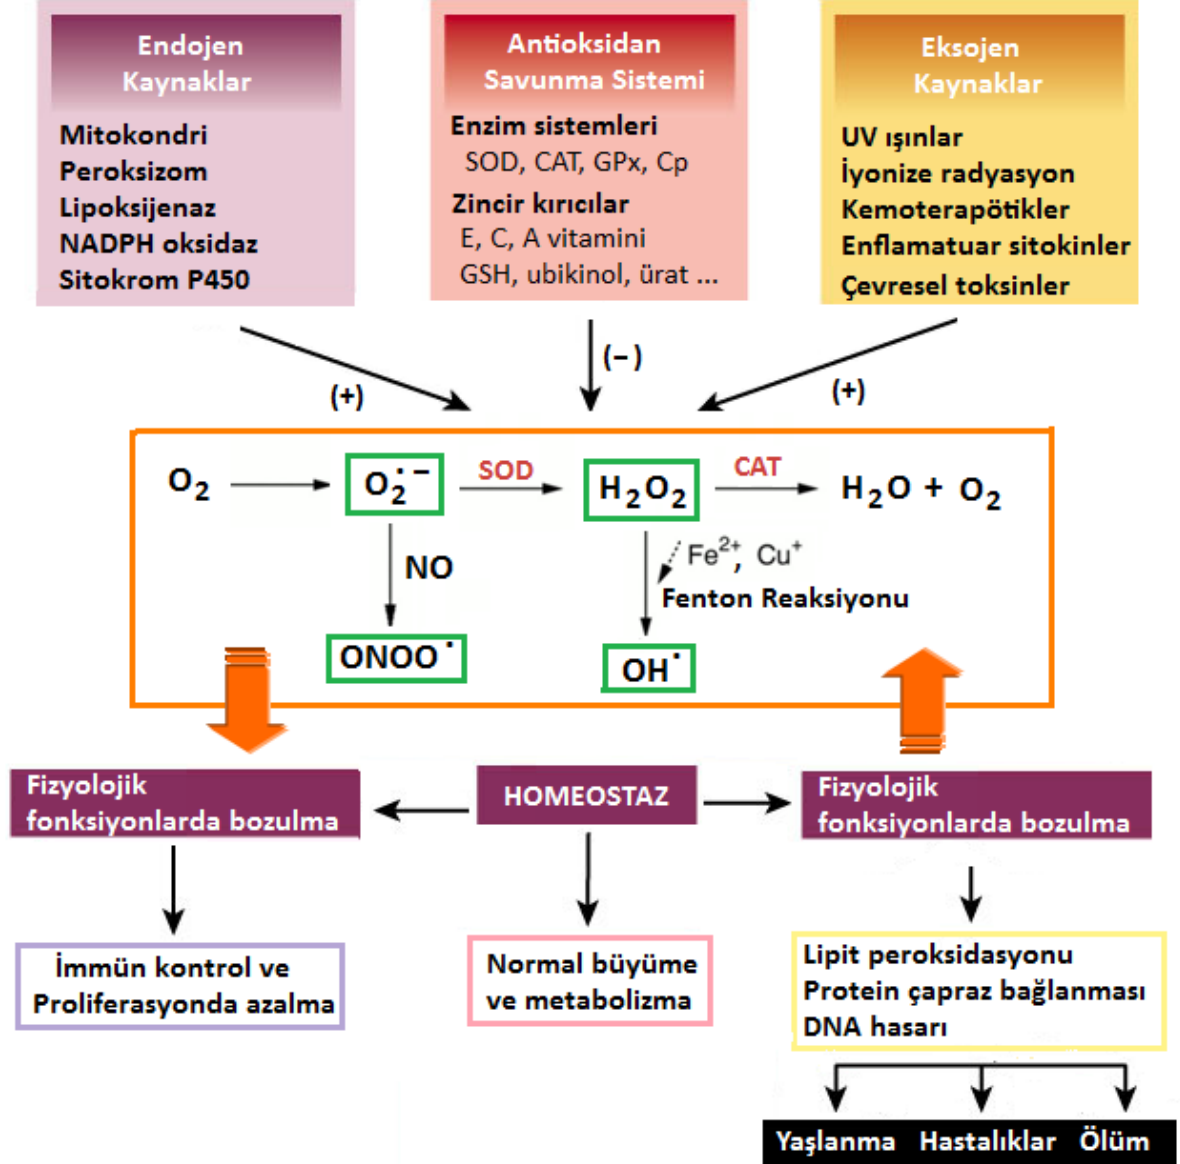 Endojen
Kaynaklar
Mitokondri
Peroksizom
Lipoksijenaz
NADPH oksidaz
Sitokrom P450
Antioksidan
Savunma Sistemi
Enzim sistemleri
SOD, CAT, GPx, Cp
Zincir kırıcılar
E, C, A vitamini
GSH, ubikinol, ürat ...
Eksojen
Kaynaklar
UV ışınlar
İyonize radyasyon
Kemoterapötikler
Enflamatuar sitokinler
Çevresel toksinler
(+)
(−)
(+)
O₂
O₂˙⁻
SOD
H₂O₂
CAT
H₂O + O₂
NO
Fe²⁺, Cu⁺
Fenton Reaksiyonu
ONOO˙
OH˙
Fizyolojik
fonksiyonlarda bozulma
HOMEOSTAZ
Fizyolojik
fonksiyonlarda bozulma
İmmün kontrol ve
Proliferasyonda azalma
Normal büyüme
ve metabolizma
Lipit peroksidasyonu
Protein çapraz bağlanması
DNA hasarı
Yaşlanma Hastalıklar Ölüm